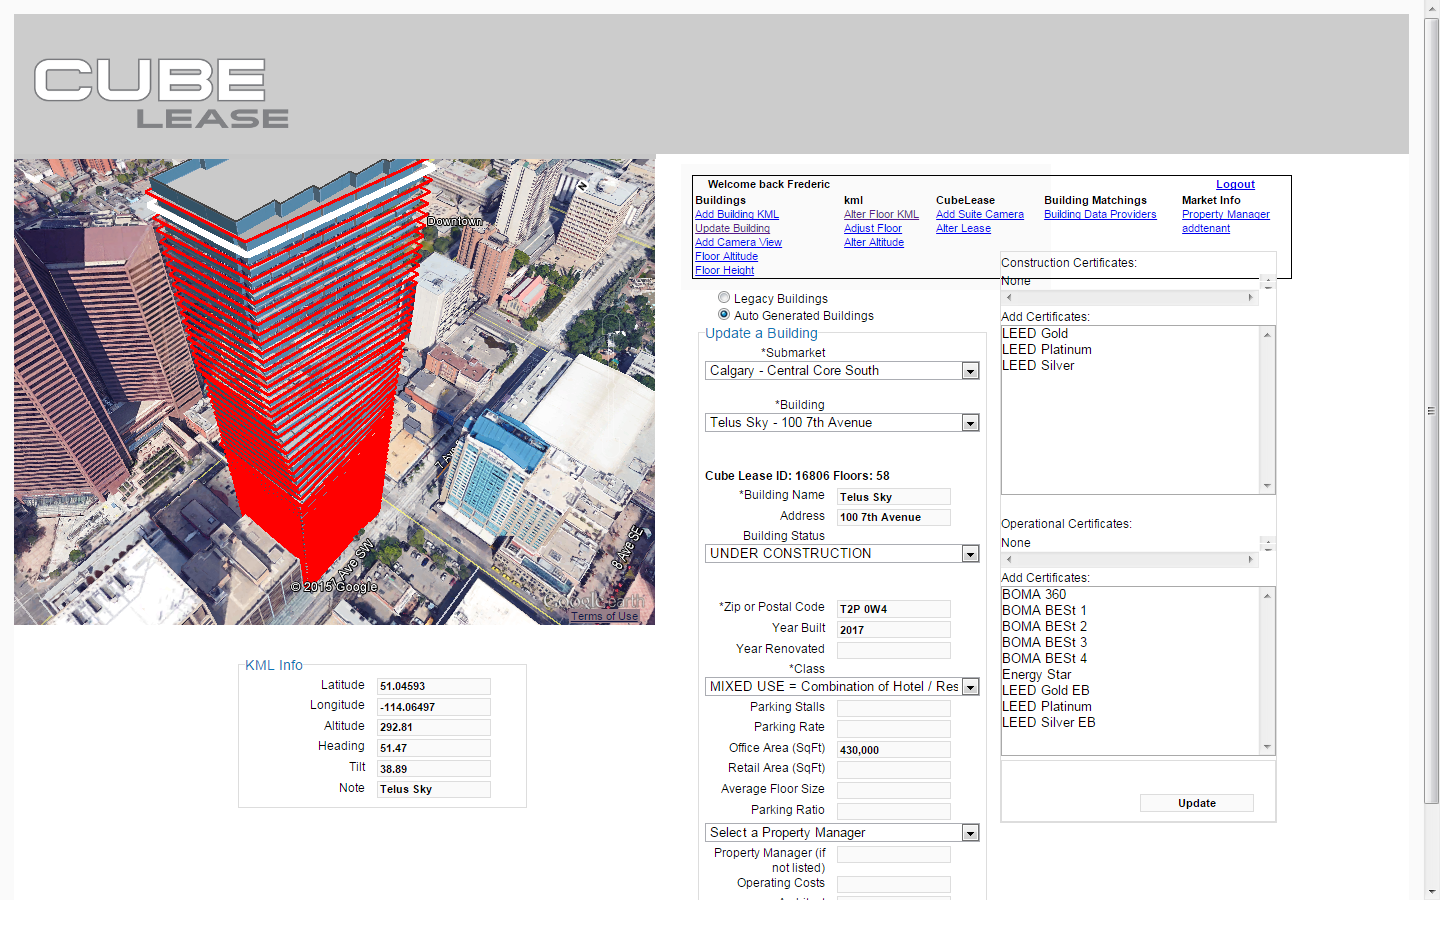 CUBE
LEASE
Downtown
N
7 Ave
7 Ave SW
8 Ave SE
© 2015 Google
Google earth
Terms of Use
KML Info
Latitude 51.04593
Longitude -114.06497
Altitude 292.81
Heading 51.47
Tilt 38.89
Note Telus Sky
Welcome back Frederic Logout
Buildings kml CubeLease Building Matchings Market Info
Add Building KML Alter Floor KML Add Suite Camera Building Data Providers Property Manager
Update Building Adjust Floor Alter Lease addtenant
Add Camera View Alter Altitude
Floor Altitude
Floor Height
Legacy Buildings
Auto Generated Buildings
Update a Building
*Submarket
Calgary - Central Core South
*Building
Telus Sky - 100 7th Avenue
Cube Lease ID: 16806 Floors: 58
*Building Name Telus Sky
Address 100 7th Avenue
Building Status
UNDER CONSTRUCTION
*Zip or Postal Code T2P 0W4
Year Built 2017
Year Renovated
*Class
MIXED USE = Combination of Hotel / Res
Parking Stalls
Parking Rate
Office Area (SqFt) 430,000
Retail Area (SqFt)
Average Floor Size
Parking Ratio
Select a Property Manager
Property Manager (if
not listed)
Operating Costs
Construction Certificates:
None
Add Certificates:
LEED Gold
LEED Platinum
LEED Silver
Operational Certificates:
None
Add Certificates:
BOMA 360
BOMA BESt 1
BOMA BESt 2
BOMA BESt 3
BOMA BESt 4
Energy Star
LEED Gold EB
LEED Platinum
LEED Silver EB
Update